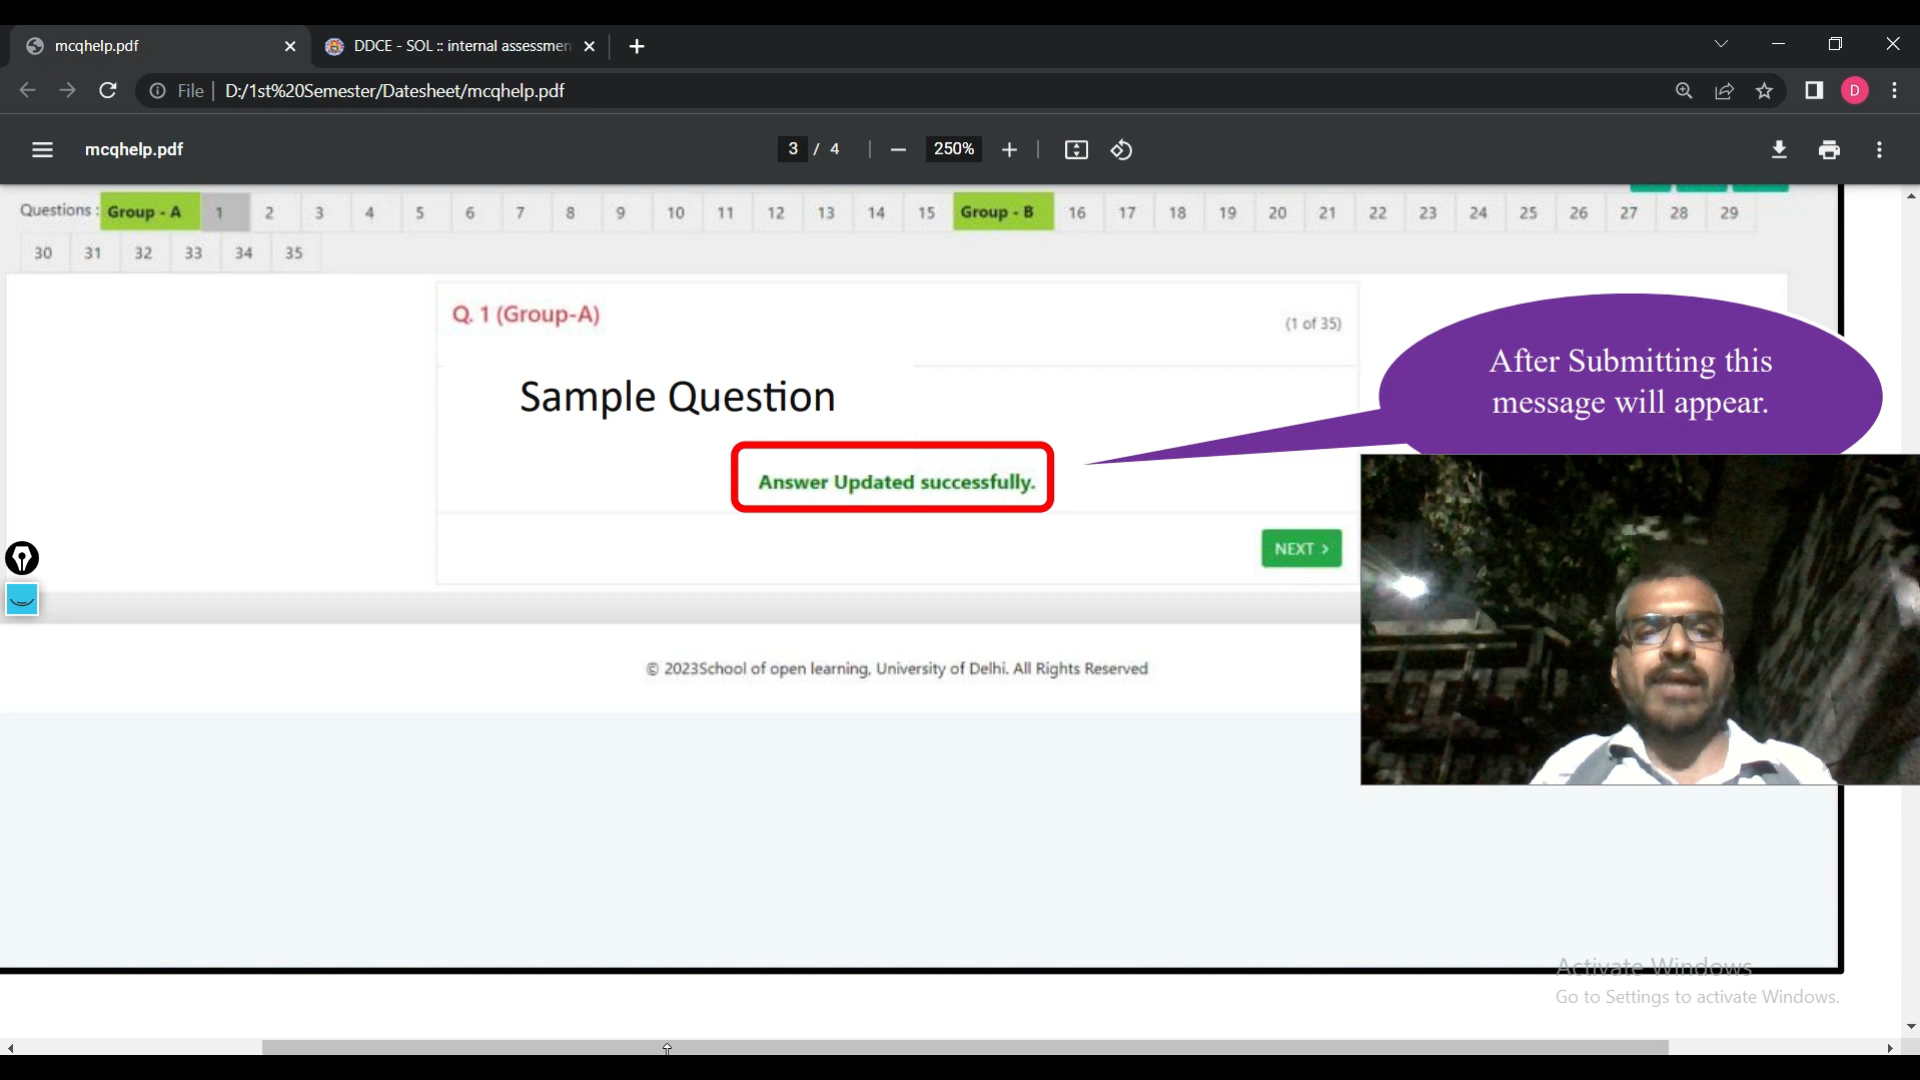 mcqhelp.pdf
DDCE - SOL :: internal assessmen
File
D:/1st%20Semester/Datesheet/mcqhelp.pdf
D
mcqhelp.pdf
3 / 4
250%
Questions : Group - A 1 2 3 4 5 6 7 8 9 10 11 12 13 14 15 Group - B 16 17 18 19 20 21 22 23 24 25 26 27 28 29
30 31 32 33 34 35
Q. 1 (Group-A)
(1 of 35)
After Submitting this
message will appear.
Sample Question
Answer Updated successfully.
NEXT >
© 2023School of open learning, University of Delhi. All Rights Reserved
Activate Windows
Go to Settings to activate Windows.